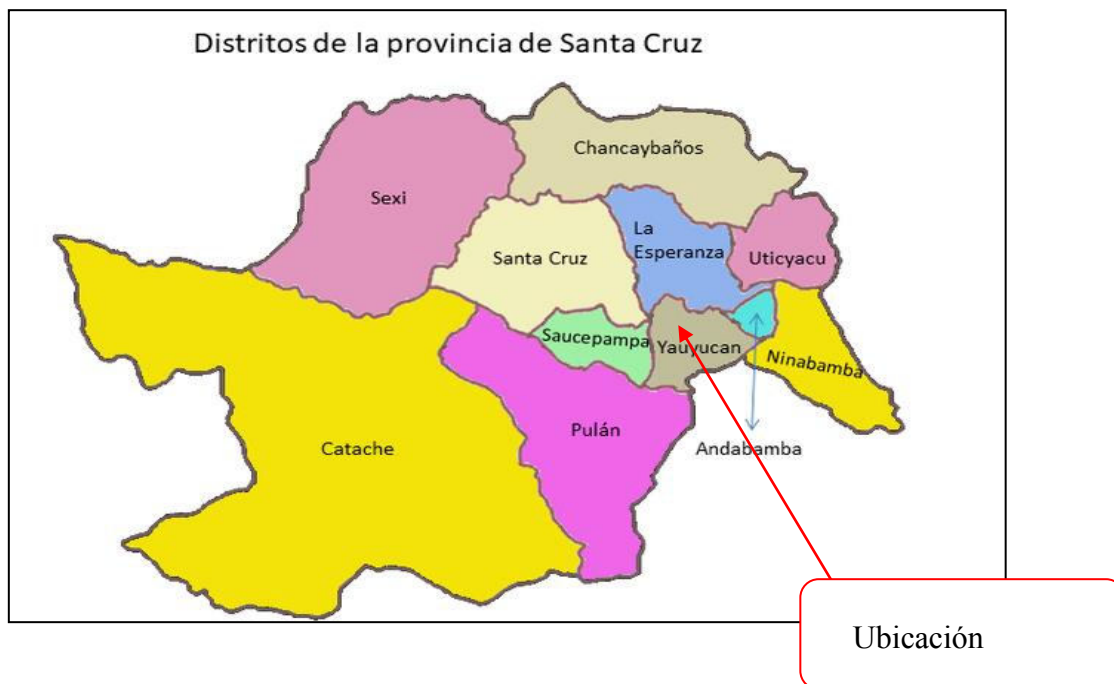 Distritos de la provincia de Santa Cruz
Chancaybaños
Sexi
La
Esperanza
Santa Cruz
Uticyacu
Saucepampa
Yauyucan
Ninabamba
Pulán
Catache
Andabamba
Ubicación